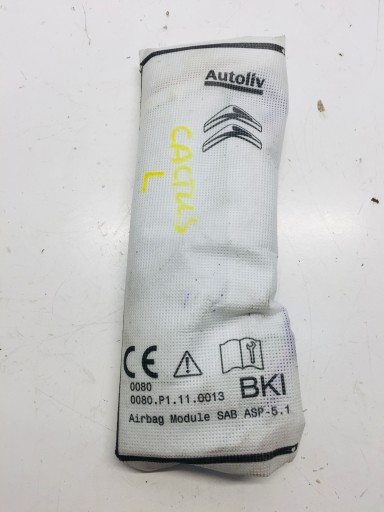 Autoliv
CACTUS
L
CE
0080
0080.P1.11.0013
BKI
Airbag Module SAB ASP-5.1